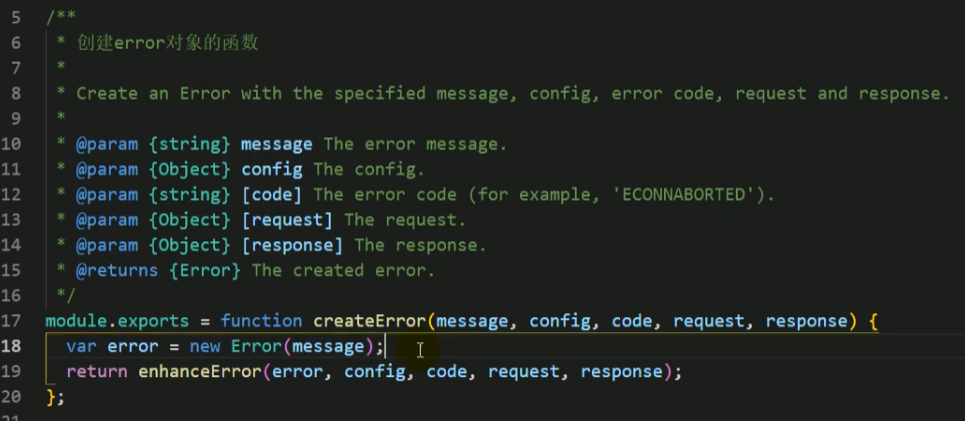 5 /**
6  * 创建error对象的函数
7  *
8  * Create an Error with the specified message, config, error code, request and response.
9  *
10  * @param {string} message The error message.
11  * @param {Object} config The config.
12  * @param {string} [code] The error code (for example, 'ECONNABORTED').
13  * @param {Object} [request] The request.
14  * @param {Object} [response] The response.
15  * @returns {Error} The created error.
16  */
17 module.exports = function createError(message, config, code, request, response) {
18   var error = new Error(message);
19   return enhanceError(error, config, code, request, response);
20 };
21